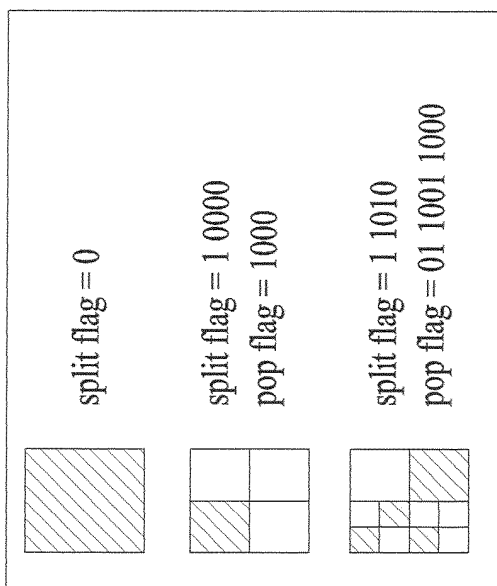 split flag = 0
split flag = 1 0000
pop flag = 1000
split flag = 1 1010
pop flag = 01 1001 1000